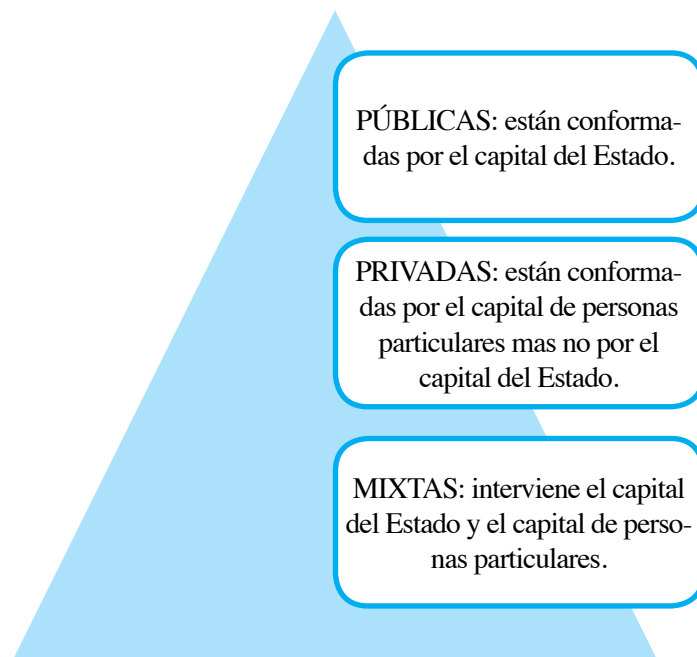 PÚBLICAS: están conforma-
das por el capital del Estado.
PRIVADAS: están conforma-
das por el capital de personas
particulares mas no por el
capital del Estado.
MIXTAS: interviene el capital
del Estado y el capital de perso-
nas particulares.